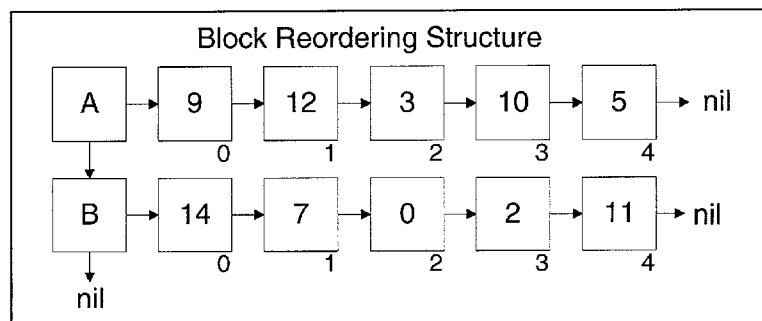 Block Reordering Structure
A 9 12 3 10 5 nil
0 1 2 3 4
B 14 7 0 2 11 nil
0 1 2 3 4
nil